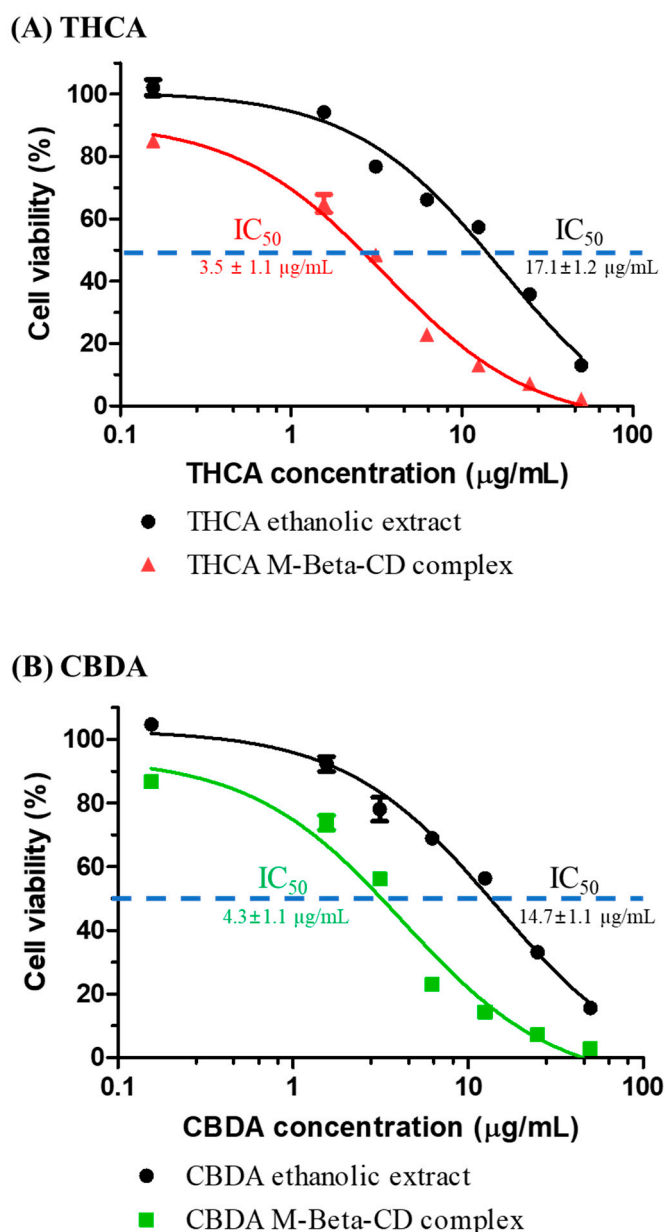 (A) THCA
100
80
60
40
20
0
Cell viability (%)
IC50
3.5 ± 1.1 µg/mL
IC50
17.1±1.2 µg/mL
0.1 1 10 100
THCA concentration (µg/mL)
THCA ethanolic extract
THCA M-Beta-CD complex
(B) CBDA
100
80
60
40
20
0
Cell viability (%)
IC50
4.3±1.1 µg/mL
IC50
14.7±1.1 µg/mL
0.1 1 10 100
CBDA concentration (µg/mL)
CBDA ethanolic extract
CBDA M-Beta-CD complex